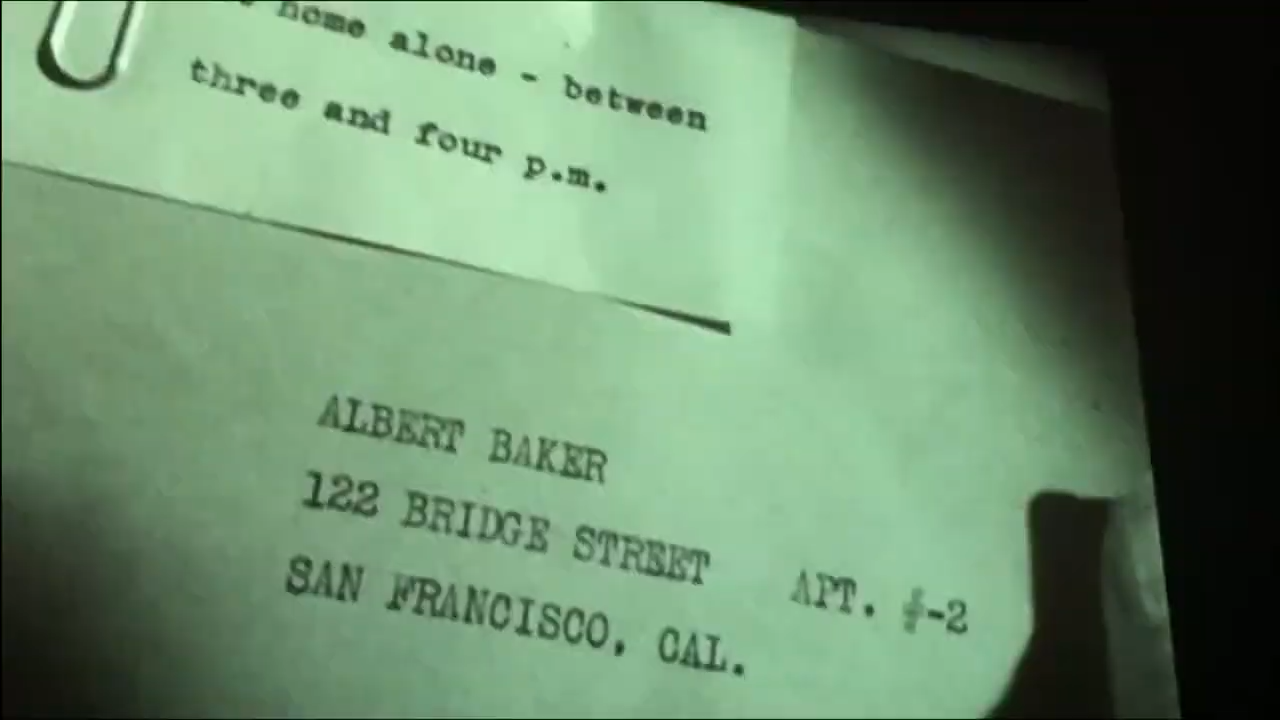 home alone - between
three and four p.m.
ALBERT BAKER
122 BRIDGE STREET APT. -2
SAN FRANCISCO, CAL.